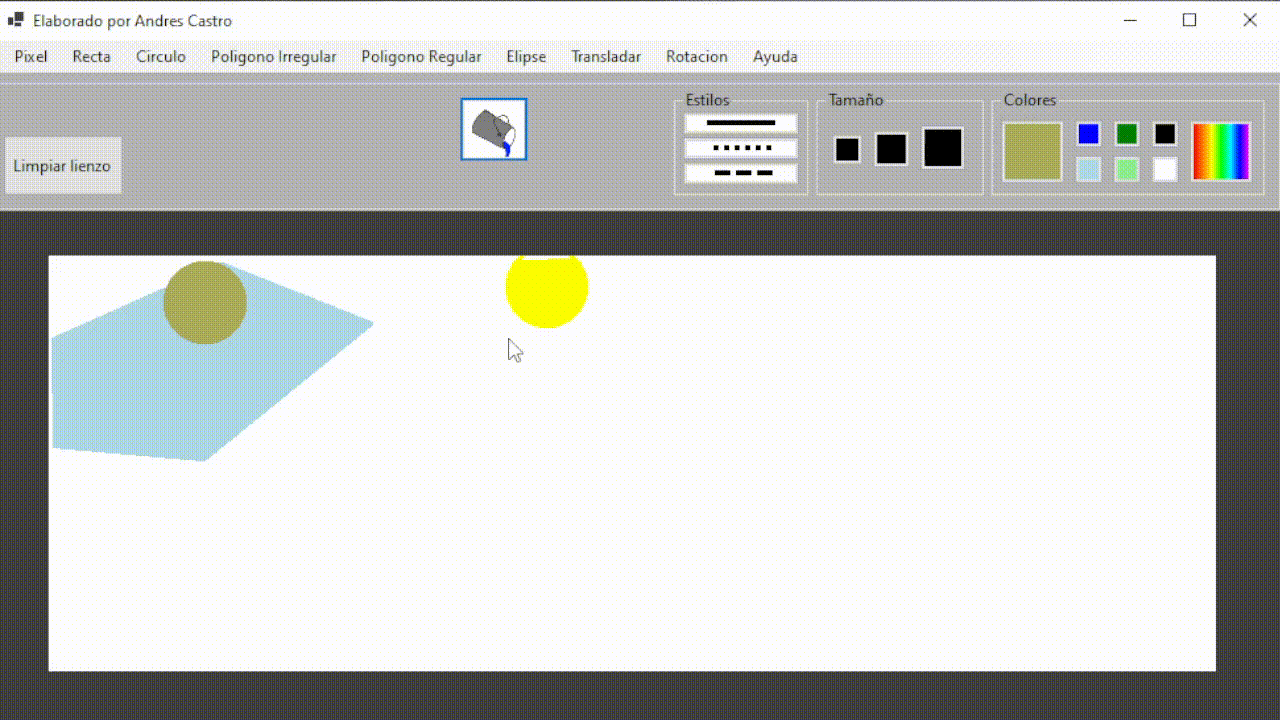 Elaborado por Andres Castro
Pixel Recta Circulo Poligono Irregular Poligono Regular Elipse Transladar Rotacion Ayuda
Estilos Tamaño Colores
Limpiar lienzo